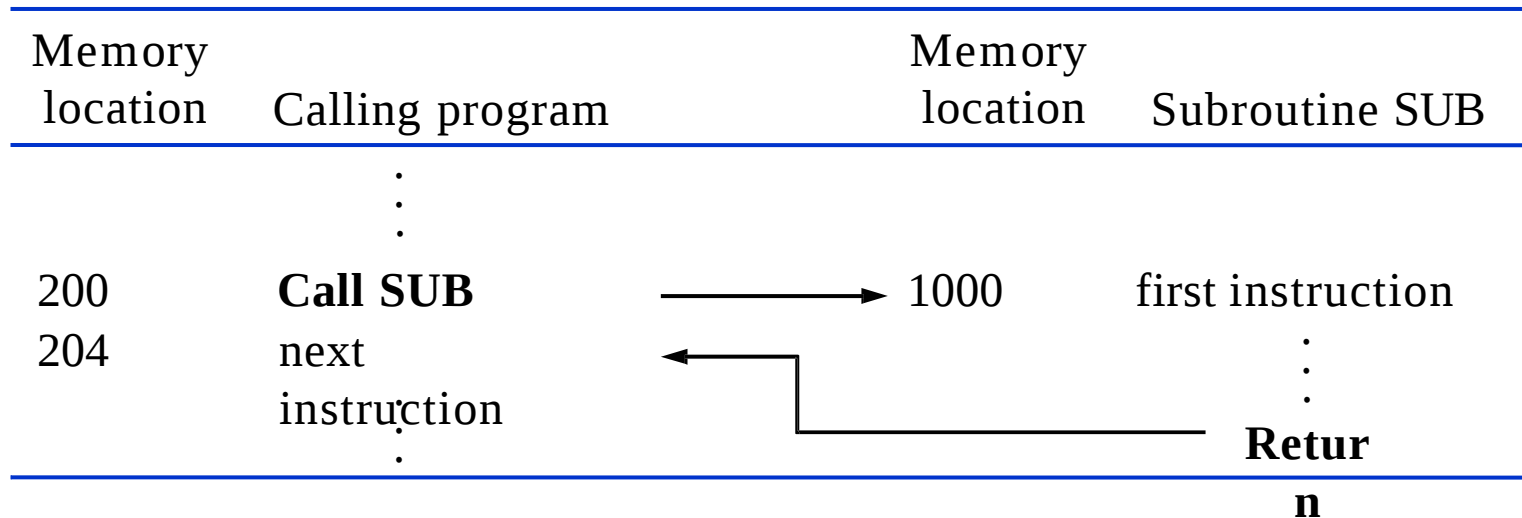 Memory location
Calling program
Memory location
Subroutine SUB
200 Call SUB 1000 first instruction
204 next
instruction
Retur
n